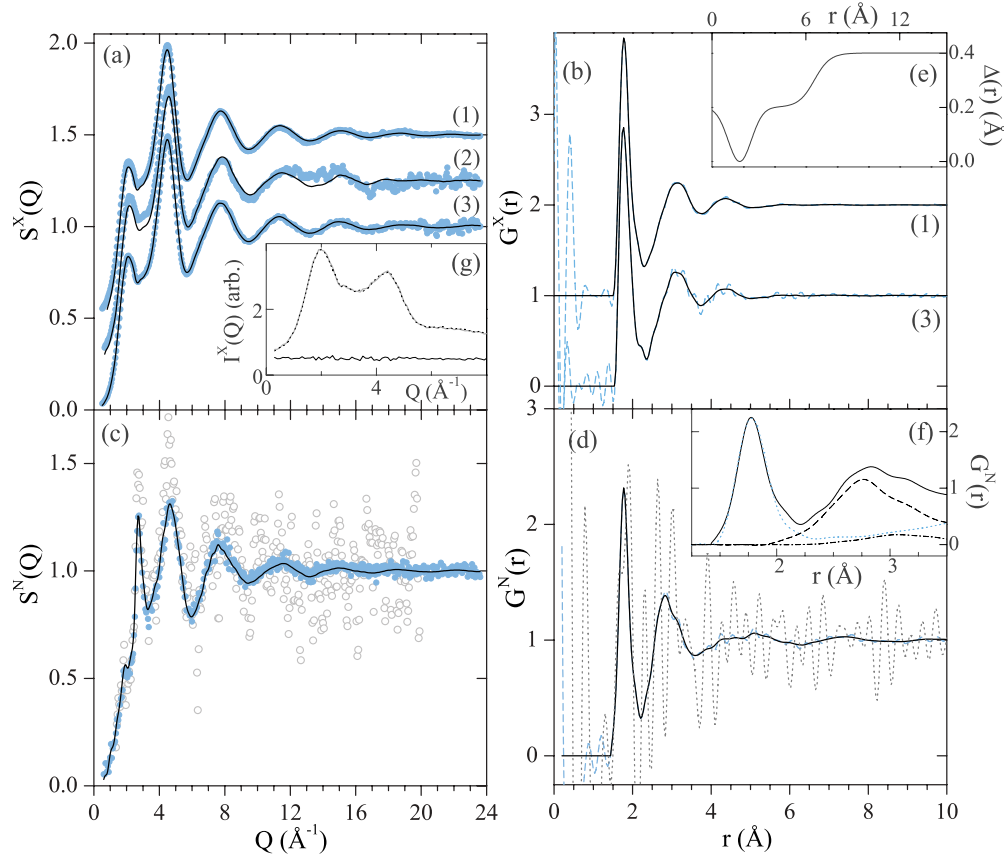 (a)
2.0
1.5
1.0
0.5
0.0
S^X(Q)
(1)
(2)
(3)
(g)
I^X(Q) (arb.)
2
0
4
Q (Å^-1)
(b)
3
2
1
0
G^X(r)
(1)
(3)
0
6
12
r (Å)
(e)
0.4
0.2
0.0
Δ(r) (Å)
(c)
1.5
1.0
0.5
0.0
S^N(Q)
0 4 8 12 16 20 24
Q (Å^-1)
(d)
3
2
1
0
G^N(r)
(f)
2
1
0
G^N(r)
2
3
r (Å)
0 2 4 6 8 10
r (Å)